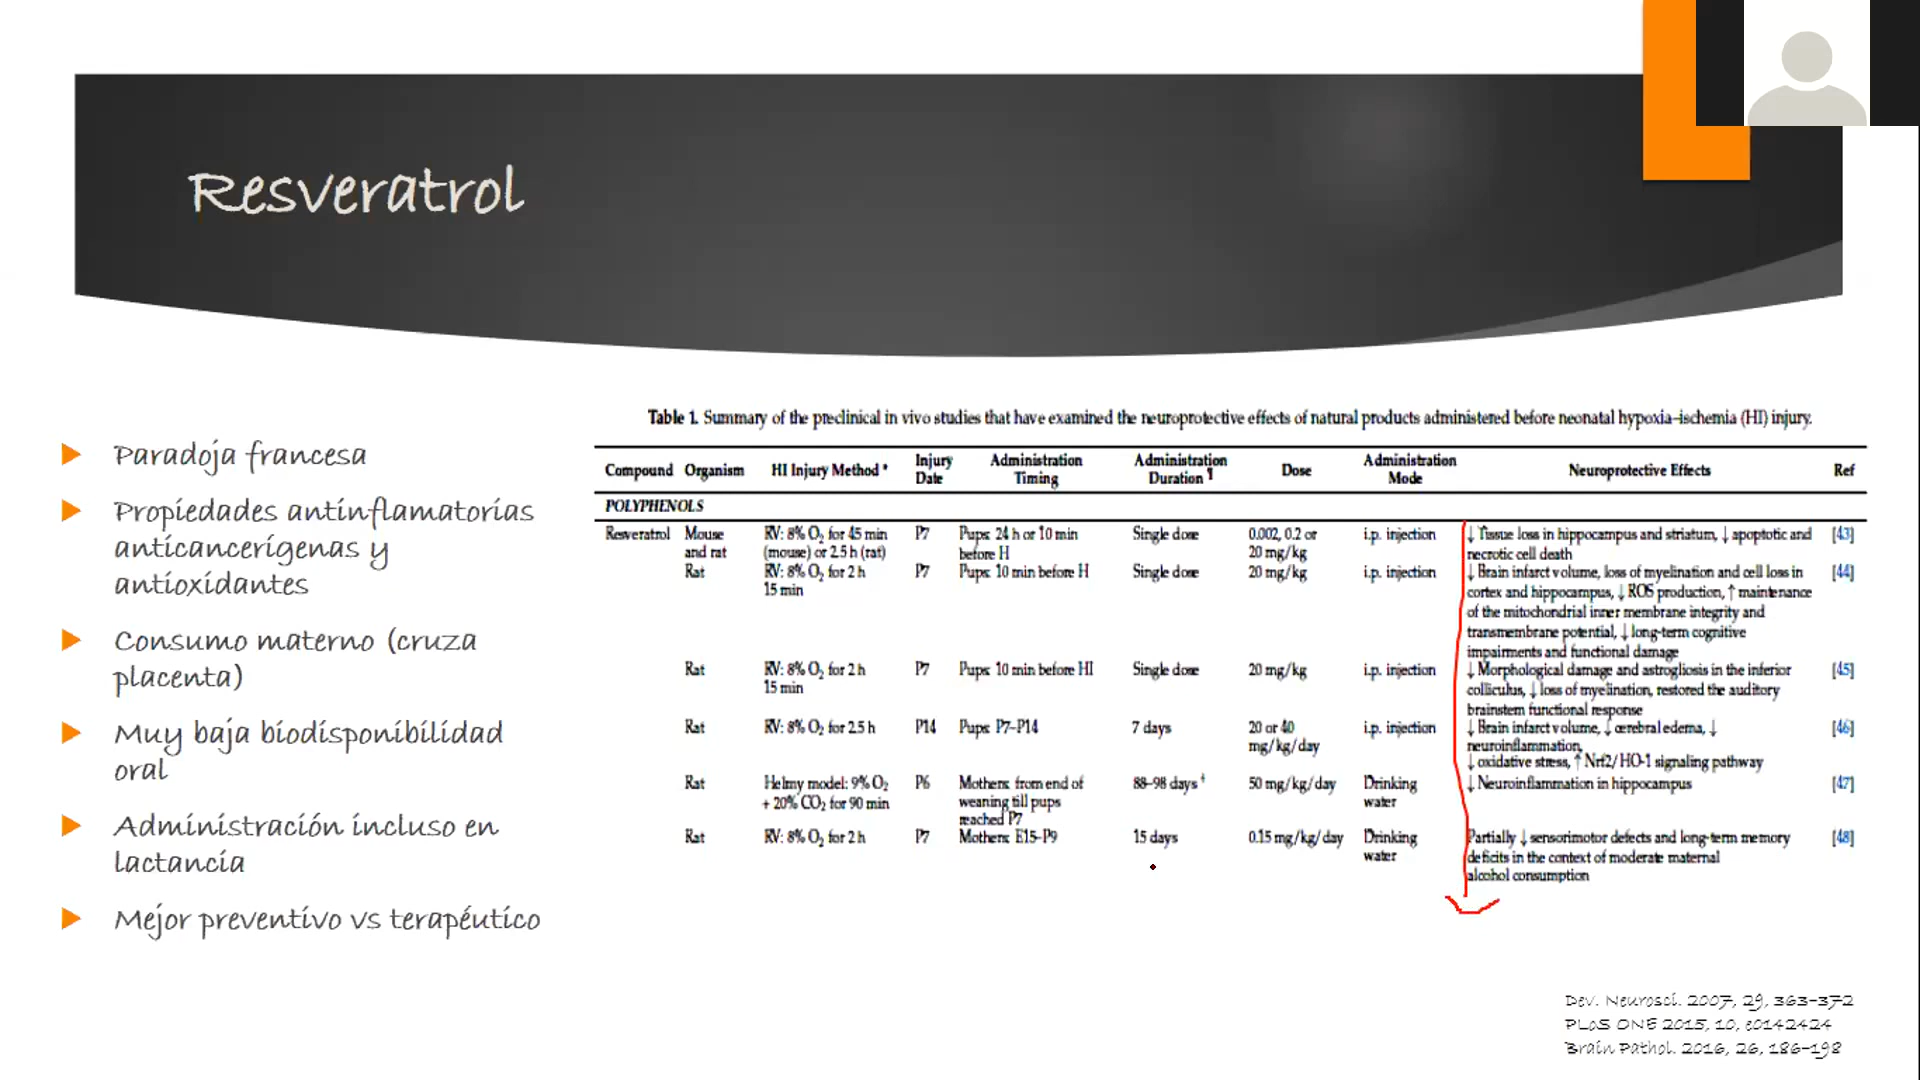 Resveratrol
Paradoja francesa
Propiedades antinflamatorias
anticancerígenas y
antioxidantes
Consumo materno (cruza
placenta)
Muy baja biodisponibilidad
oral
Administración incluso en
lactancia
Mejor preventivo vs terapéutico
Table 1. Summary of the preclinical in vivo studies that have examined the neuroprotective effects of natural products administered before neonatal hypoxia–ischemia (HI) injury.
Compound Organism HI Injury Method * Injury Date Administration Timing Administration Duration ¶ Dose Administration Mode Neuroprotective Effects Ref
POLYPHENOLS
Resveratrol Mouse RV: 8% O₂ for 45 min P7 Pups: 24 h or 10 min Single dose 0.002, 0.2 or i.p. injection ↓ Tissue loss in hippocampus and striatum, ↓ apoptotic and [43]
and rat (mouse) or 2.5 h (rat) before H 20 mg/kg necrotic cell death
Rat RV: 8% O₂ for 2 h P7 Pups: 10 min before H Single dose 20 mg/kg i.p. injection ↓ Brain infarct volume, loss of myelination and cell loss in [44]
15 min cortex and hippocampus, ↓ ROS production, ↑ maintenance
of the mitochondrial inner membrane integrity and
transmembrane potential, ↓ long-term cognitive
impairments and functional damage
Rat RV: 8% O₂ for 2 h P7 Pups: 10 min before HI Single dose 20 mg/kg i.p. injection ↓ Morphological damage and astrogliosis in the inferior [45]
15 min colliculus, ↓ loss of myelination, restored the auditory
brainstem functional response
Rat RV: 8% O₂ for 2.5 h P14 Pups: P7–P14 7 days 20 or 40 i.p. injection ↓ Brain infarct volume, ↓ cerebral edema, ↓ [46]
mg/kg/day neuroinflammation,
↓ oxidative stress, ↑ Nrf2/HO-1 signaling pathway
Rat Helmy model: 9% O₂ P6 Mothers: from end of 88–98 days ‡ 50 mg/kg/day Drinking ↓ Neuroinflammation in hippocampus [47]
+ 20% CO₂ for 90 min weaning till pups water
reached P7
Rat RV: 8% O₂ for 2 h P7 Mothers: E15–P9 15 days 0.15 mg/kg/day Drinking Partially ↓ sensorimotor defects and long-term memory [48]
water deficits in the context of moderate maternal
alcohol consumption
Dev. Neurosci. 2007, 29, 363–372
PLoS ONE 2015, 10, e0142424
Brain Pathol. 2016, 26, 186–198